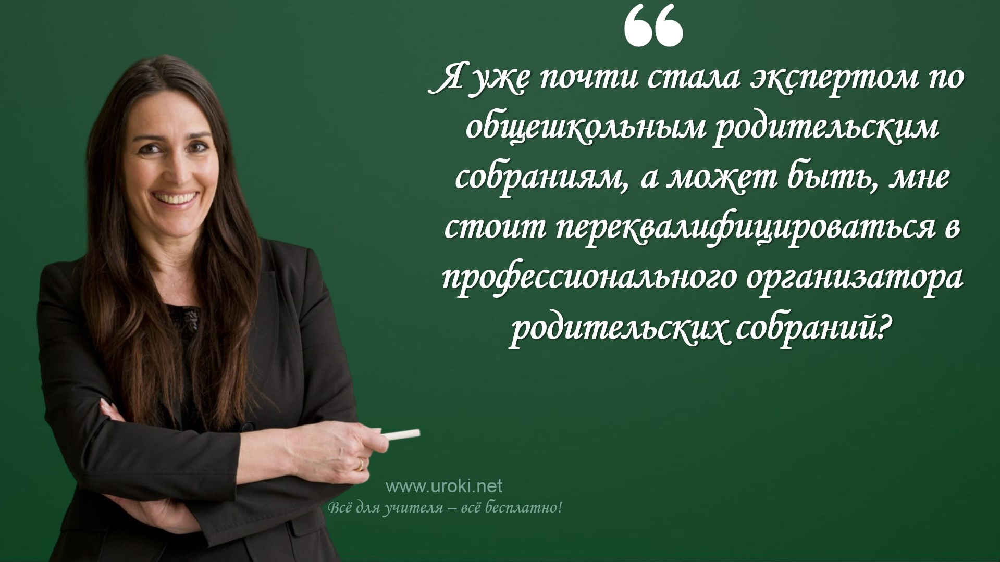 Я уже почти стала экспертом по
общешкольным родительским
собраниям, а может быть, мне
стоит переквалифицироваться в
профессионального организатора
родительских собраний?
www.uroki.net
Всё для учителя – всё бесплатно!